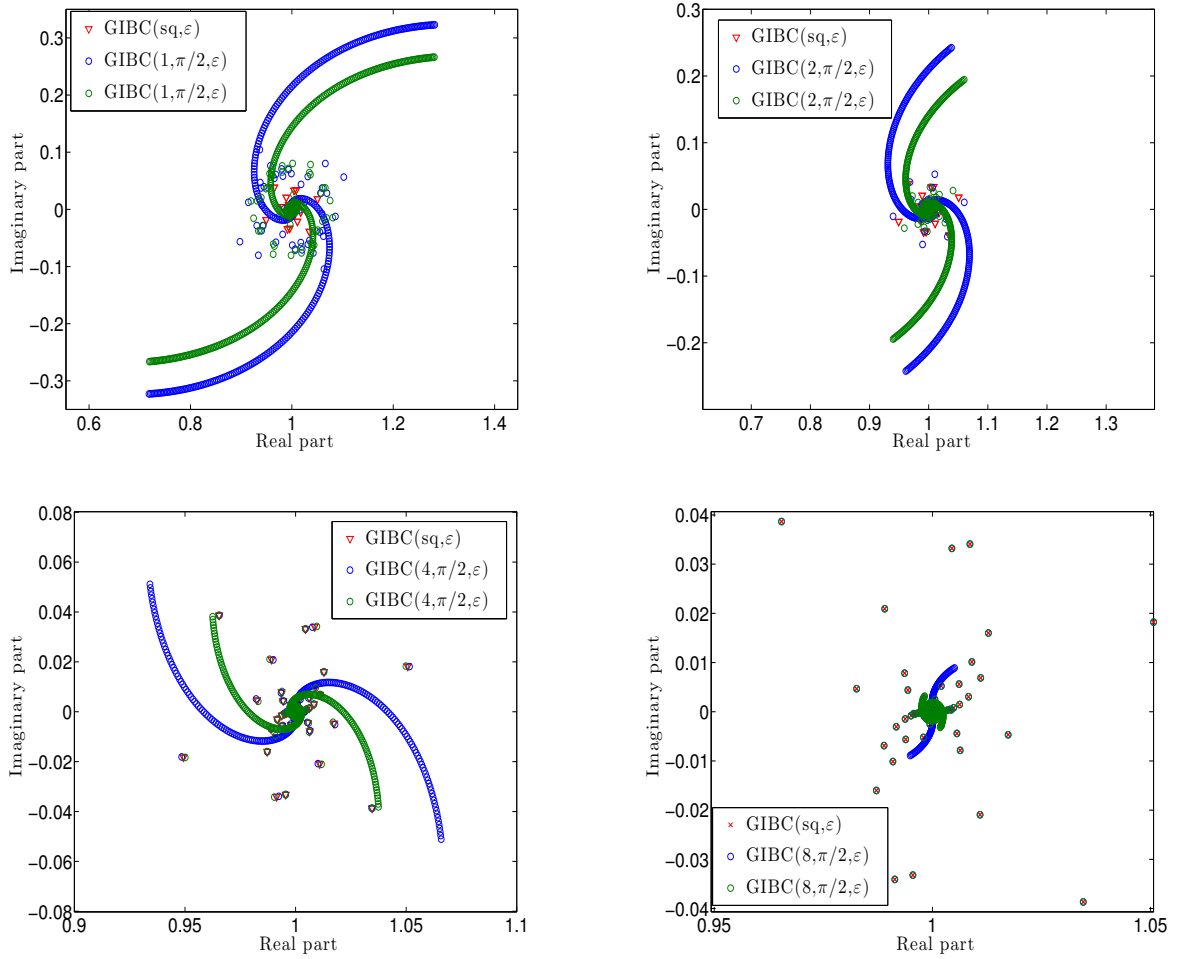 GIBC(sq,ε)
GIBC(1,π/2,ε)
GIBC(1,π/2,ε)
0.3
0.2
0.1
0
−0.1
−0.2
−0.3
Imaginary part
0.6
0.8
1
1.2
1.4
Real part
GIBC(sq,ε)
GIBC(2,π/2,ε)
GIBC(2,π/2,ε)
0.3
0.2
0.1
0
−0.1
−0.2
Imaginary part
0.7
0.8
0.9
1
1.1
1.2
1.3
Real part
GIBC(sq,ε)
GIBC(4,π/2,ε)
GIBC(4,π/2,ε)
0.08
0.06
0.04
0.02
0
−0.02
−0.04
−0.06
−0.08
Imaginary part
0.9
0.95
1
1.05
1.1
Real part
GIBC(sq,ε)
GIBC(8,π/2,ε)
GIBC(8,π/2,ε)
0.04
0.03
0.02
0.01
0
−0.01
−0.02
−0.03
−0.04
Imaginary part
0.95
1
1.05
Real part